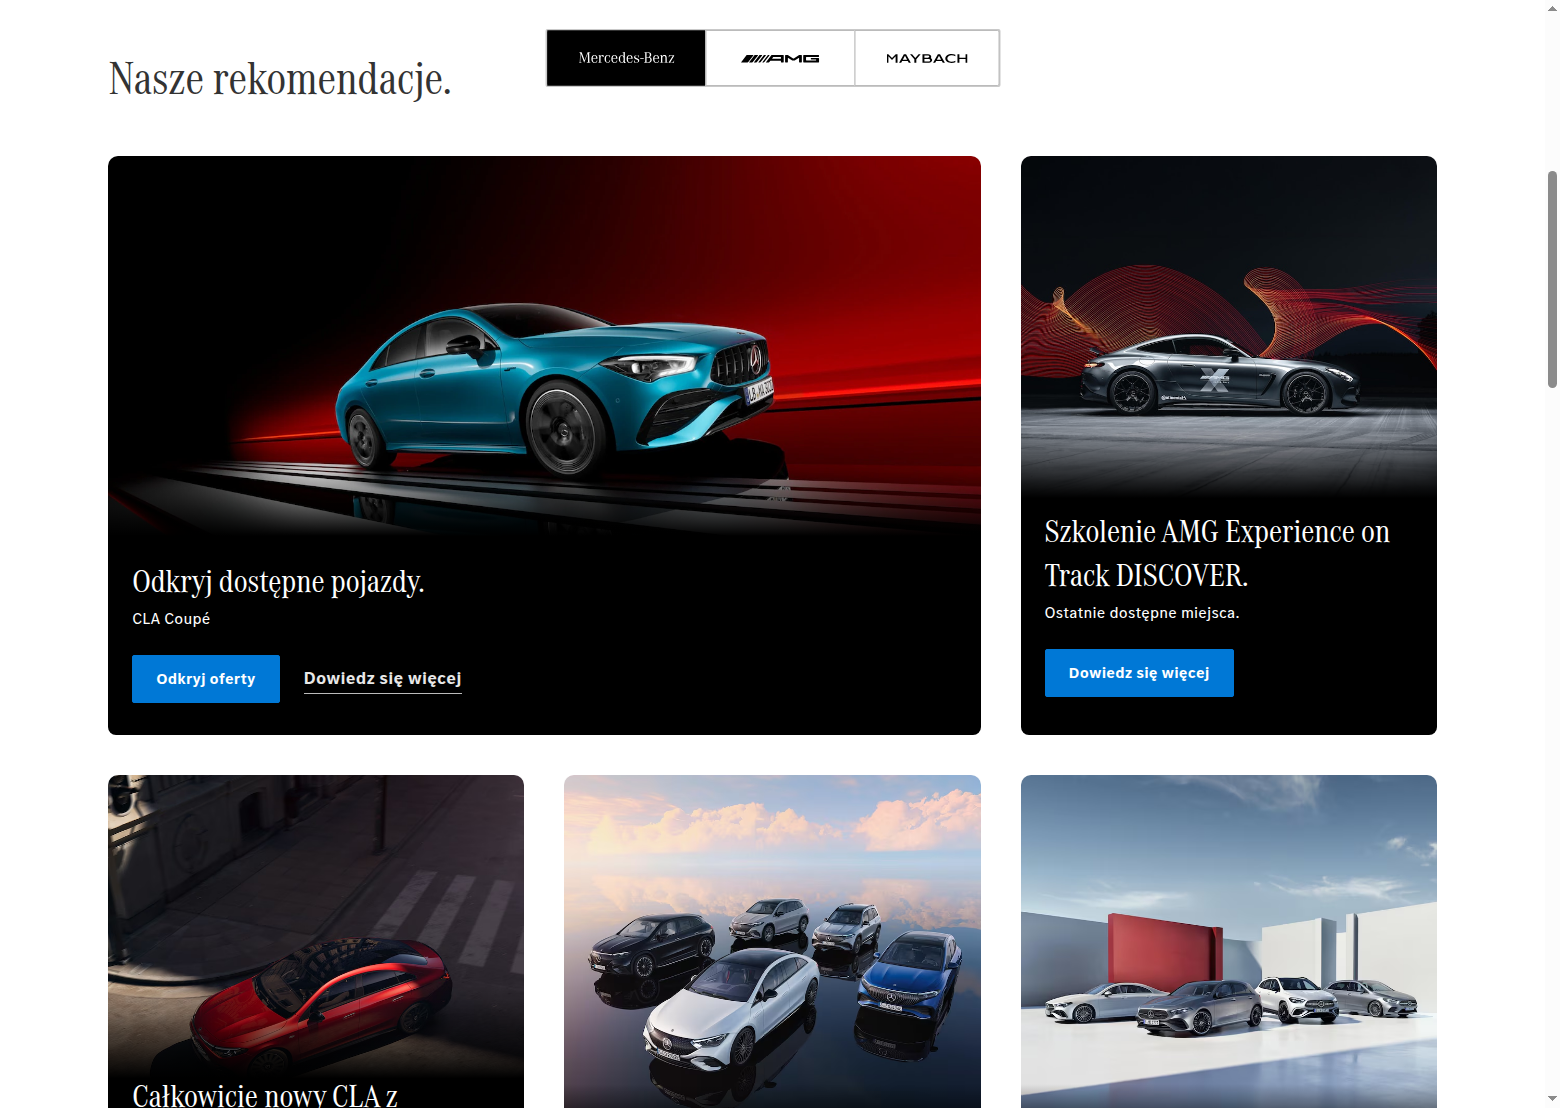 Nasze rekomendacje.
Mercedes-Benz
AMG
MAYBACH
Odkryj dostępne pojazdy.
CLA Coupé
Odkryj oferty
Dowiedz się więcej
Szkolenie AMG Experience on
Track DISCOVER.
Ostatnie dostępne miejsca.
Dowiedz się więcej
Całkowicie nowy CLA z